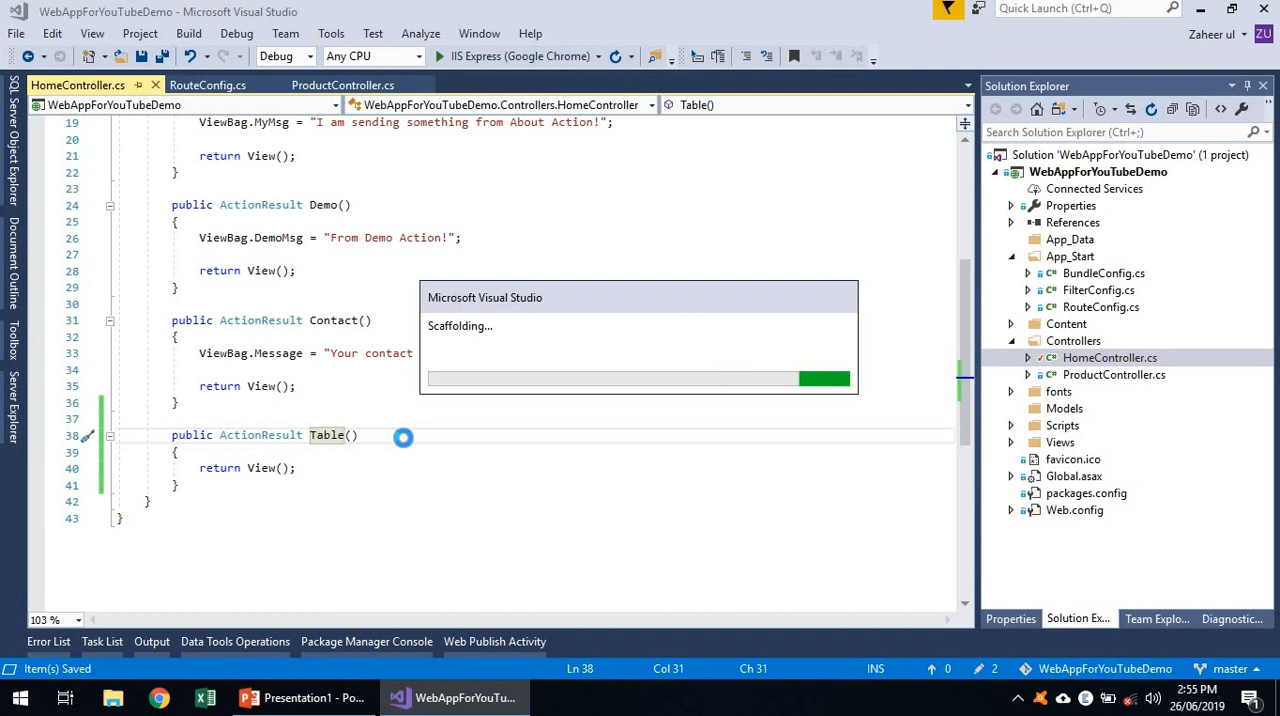 WebAppForYouTubeDemo - Microsoft Visual Studio
Quick Launch (Ctrl+Q)
File Edit View Project Build Debug Team Tools Test Analyze Window Help
Zaheer ul
ZU
Debug Any CPU IIS Express (Google Chrome)
HomeController.cs RouteConfig.cs ProductController.cs
WebAppForYouTubeDemo WebAppForYouTubeDemo.Controllers.HomeController Table()
19 ViewBag.MyMsg = "I am sending something from About Action!";
20
21 return View();
22 }
23
24 public ActionResult Demo()
25 {
26 ViewBag.DemoMsg = "From Demo Action!";
27
28 return View();
29 }
30
31 public ActionResult Contact()
32 {
33 ViewBag.Message = "Your contact
34
35 return View();
36 }
37
38 public ActionResult Table()
39 {
40 return View();
41 }
42 }
43 }
Microsoft Visual Studio
Scaffolding...
SQL Server Object Explorer
Document Outline
Toolbox
Server Explorer
Solution Explorer
Search Solution Explorer (Ctrl+;)
Solution 'WebAppForYouTubeDemo' (1 project)
WebAppForYouTubeDemo
Connected Services
Properties
References
App_Data
App_Start
C# BundleConfig.cs
C# FilterConfig.cs
C# RouteConfig.cs
Content
Controllers
C# HomeController.cs
C# ProductController.cs
fonts
Models
Scripts
Views
favicon.ico
Global.asax
packages.config
Web.config
103 %
Properties Solution Ex... Team Explo... Diagnostic...
Error List Task List Output Data Tools Operations Package Manager Console Web Publish Activity
Item(s) Saved Ln 38 Col 31 Ch 31 INS 0 2 WebAppForYouTubeDemo master
Presentation1 - Po... WebAppForYouTu...
2:55 PM
26/06/2019
1